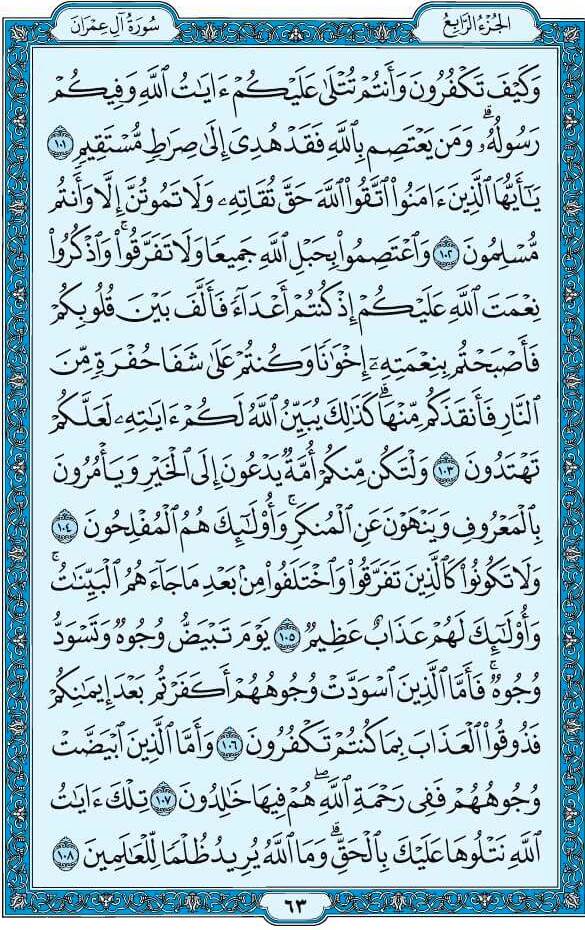 الجُزْءُ الرَّابِعُ
سُورَةُ آلِ عِمْرَانَ
وَكَيْفَ تَكْفُرُونَ وَأَنتُمْ تُتْلَىٰ عَلَيْكُمْ ءَايَٰتُ ٱللَّهِ وَفِيكُمْ
رَسُولُهُۥۗ وَمَن يَعْتَصِم بِٱللَّهِ فَقَدْ هُدِىَ إِلَىٰ صِرَٰطٍ مُّسْتَقِيمٍ ١٠١
يَٰٓأَيُّهَا ٱلَّذِينَ ءَامَنُوا۟ ٱتَّقُوا۟ ٱللَّهَ حَقَّ تُقَاتِهِۦ وَلَا تَمُوتُنَّ إِلَّا وَأَنتُم
مُّسْلِمُونَ ١٠٢ وَٱعْتَصِمُوا۟ بِحَبْلِ ٱللَّهِ جَمِيعًا وَلَا تَفَرَّقُوا۟ۚ وَٱذْكُرُوا۟
نِعْمَتَ ٱللَّهِ عَلَيْكُمْ إِذْ كُنتُمْ أَعْدَآءً فَأَلَّفَ بَيْنَ قُلُوبِكُمْ
فَأَصْبَحْتُم بِنِعْمَتِهِۦٓ إِخْوَٰنًا وَكُنتُمْ عَلَىٰ شَفَا حُفْرَةٍ مِّنَ
ٱلنَّارِ فَأَنقَذَكُم مِّنْهَاۗ كَذَٰلِكَ يُبَيِّنُ ٱللَّهُ لَكُمْ ءَايَٰتِهِۦ لَعَلَّكُمْ
تَهْتَدُونَ ١٠٣ وَلْتَكُن مِّنكُمْ أُمَّةٌ يَدْعُونَ إِلَى ٱلْخَيْرِ وَيَأْمُرُونَ
بِٱلْمَعْرُوفِ وَيَنْهَوْنَ عَنِ ٱلْمُنكَرِۚ وَأُو۟لَٰٓئِكَ هُمُ ٱلْمُفْلِحُونَ ١٠٤
وَلَا تَكُونُوا۟ كَٱلَّذِينَ تَفَرَّقُوا۟ وَٱخْتَلَفُوا۟ مِنۢ بَعْدِ مَا جَآءَهُمُ ٱلْبَيِّنَٰتُۚ
وَأُو۟لَٰٓئِكَ لَهُمْ عَذَابٌ عَظِيمٌ ١٠٥ يَوْمَ تَبْيَضُّ وُجُوهٌ وَتَسْوَدُّ
وُجُوهٌۚ فَأَمَّا ٱلَّذِينَ ٱسْوَدَّتْ وُجُوهُهُمْ أَكَفَرْتُم بَعْدَ إِيمَٰنِكُمْ
فَذُوقُوا۟ ٱلْعَذَابَ بِمَا كُنتُمْ تَكْفُرُونَ ١٠٦ وَأَمَّا ٱلَّذِينَ ٱبْيَضَّتْ
وُجُوهُهُمْ فَفِى رَحْمَةِ ٱللَّهِۖ هُمْ فِيهَا خَٰلِدُونَ ١٠٧ تِلْكَ ءَايَٰتُ
ٱللَّهِ نَتْلُوهَا عَلَيْكَ بِٱلْحَقِّۗ وَمَا ٱللَّهُ يُرِيدُ ظُلْمًا لِّلْعَٰلَمِينَ ١٠٨
٦٣